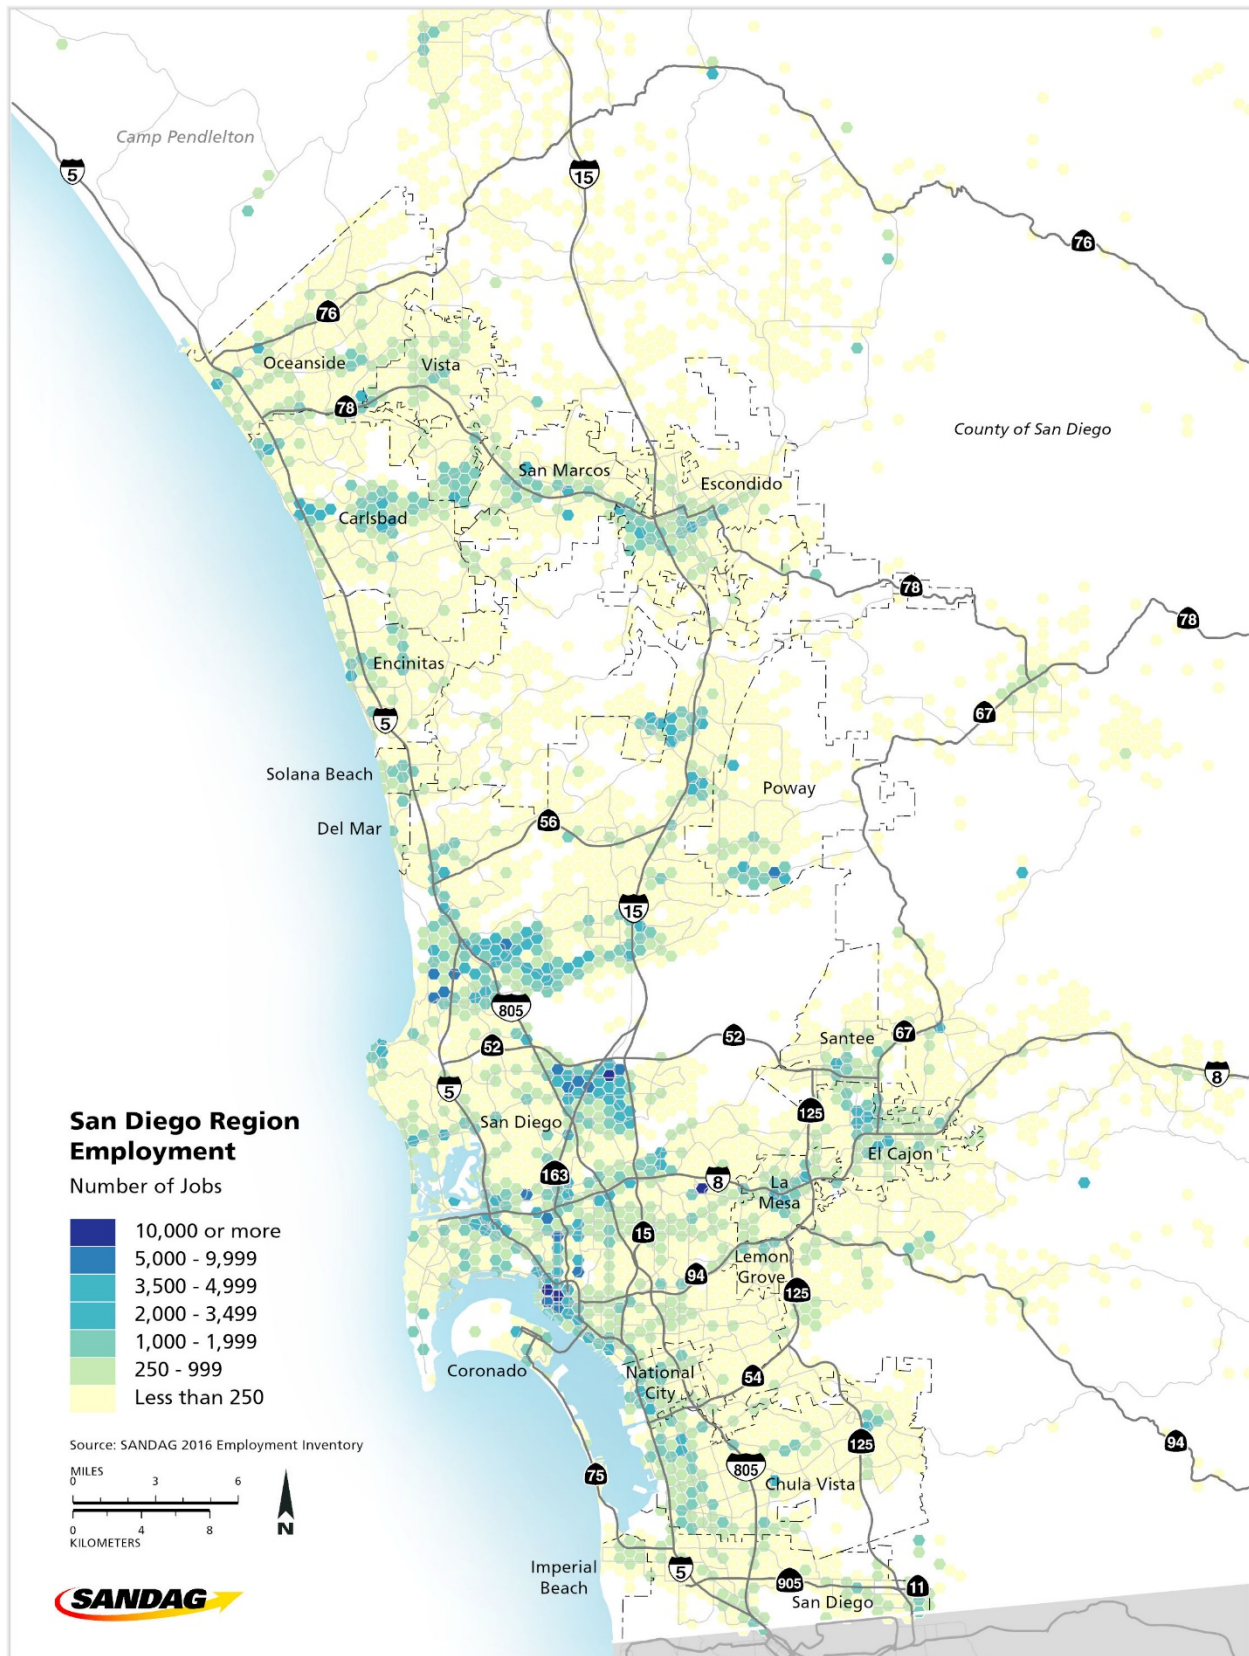 Camp Pendlelton
5
15
76
76
Oceanside
Vista
78
County of San Diego
San Marcos
Escondido
Carlsbad
78
78
Encinitas
67
5
Solana Beach
Poway
Del Mar
56
15
805
52
52
Santee
67
5
8
125
San Diego
El Cajon
163
8
La
Mesa
15
94
Lemon
Grove
125
Coronado
National
City
54
125
94
75
805
Chula Vista
Imperial
Beach
5
905
11
San Diego
San Diego Region
Employment
Number of Jobs
10,000 or more
5,000 - 9,999
3,500 - 4,999
2,000 - 3,499
1,000 - 1,999
250 - 999
Less than 250
Source: SANDAG 2016 Employment Inventory
MILES
0 3 6
0 4 8
KILOMETERS
N
SANDAG